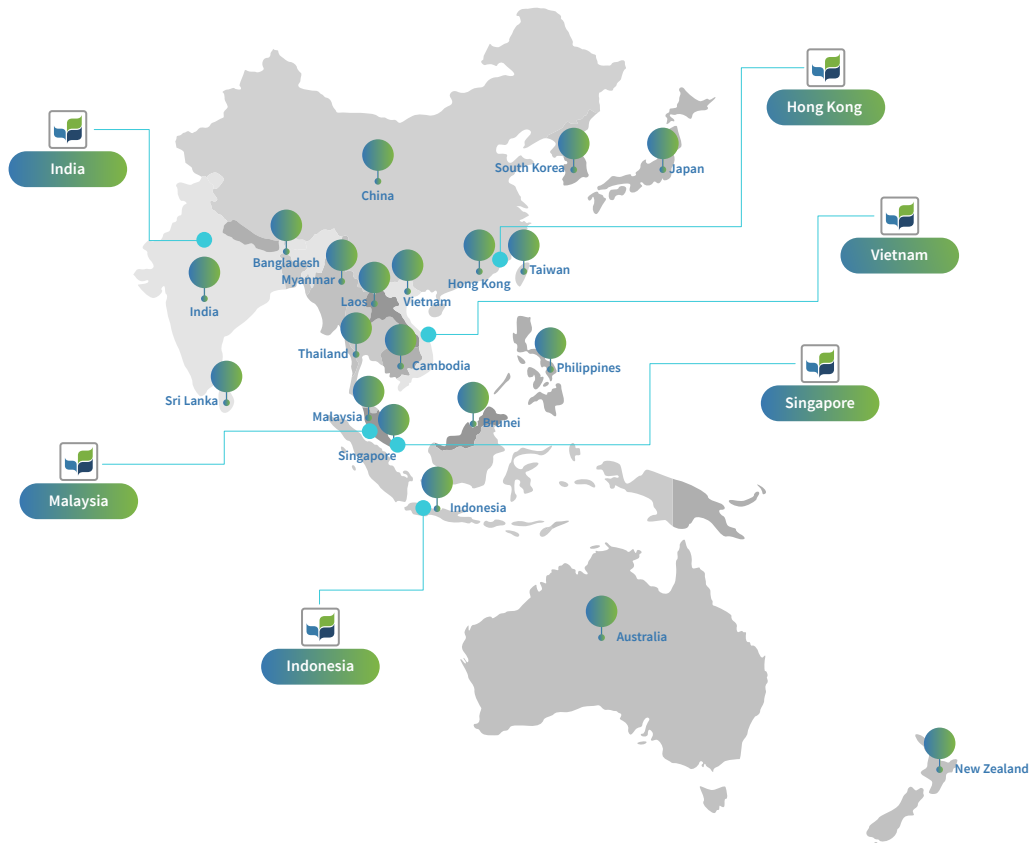 Hong Kong
India
South Korea
Japan
China
Vietnam
Bangladesh
Myanmar
Taiwan
Hong Kong
Laos
Vietnam
India
Thailand
Cambodia
Philippines
Sri Lanka
Singapore
Malaysia
Brunei
Singapore
Malaysia
Indonesia
Australia
Indonesia
New Zealand